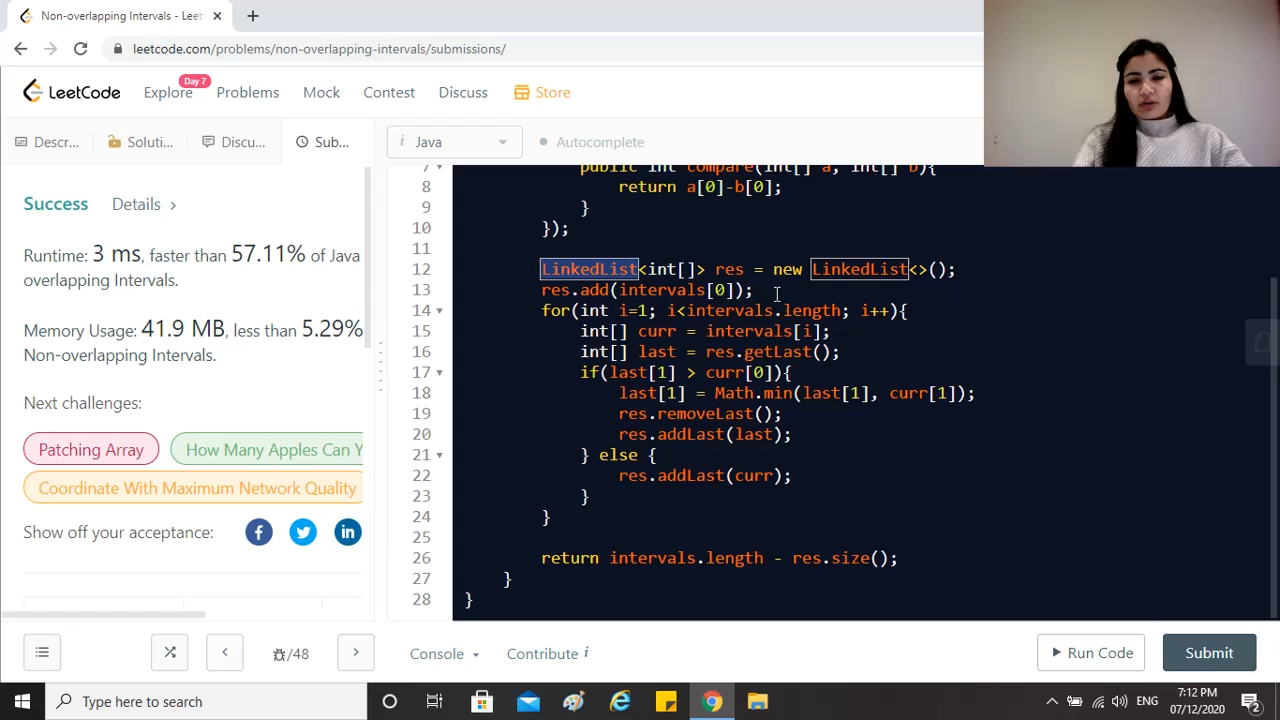 Non-overlapping Intervals - Leet
leetcode.com/problems/non-overlapping-intervals/submissions/
LeetCode
Explore
Day 7
Problems
Mock
Contest
Discuss
Store
Descr...
Soluti...
Discu...
Sub...
i Java
Autocomplete
Success
Details >
Runtime: 3 ms, faster than 57.11% of Java
overlapping Intervals.
Memory Usage: 41.9 MB, less than 5.29%
Non-overlapping Intervals.
Next challenges:
Patching Array
How Many Apples Can Y
Coordinate With Maximum Network Quality
Show off your acceptance:
7 public int compare(int[] a, int[] b){
8 return a[0]-b[0];
9 }
10 });
11
12 LinkedList<int[]> res = new LinkedList<>();
13 res.add(intervals[0]);
14 for(int i=1; i<intervals.length; i++){
15 int[] curr = intervals[i];
16 int[] last = res.getLast();
17 if(last[1] > curr[0]){
18 last[1] = Math.min(last[1], curr[1]);
19 res.removeLast();
20 res.addLast(last);
21 } else {
22 res.addLast(curr);
23 }
24 }
25
26 return intervals.length - res.size();
27 }
28 }
/48
Console
Contribute i
Run Code
Submit
Type here to search
ENG
7:12 PM
07/12/2020
2